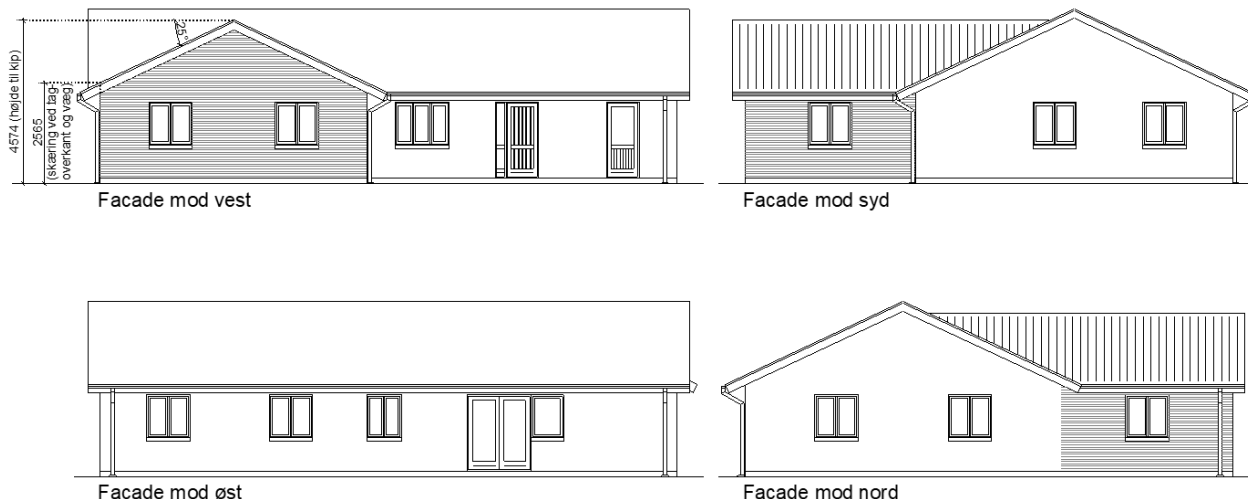 4574 (højde til kip)
2565
(skæring ved tag-
overkant og væg)
25°
Facade mod vest
Facade mod syd
Facade mod øst
Facade mod nord